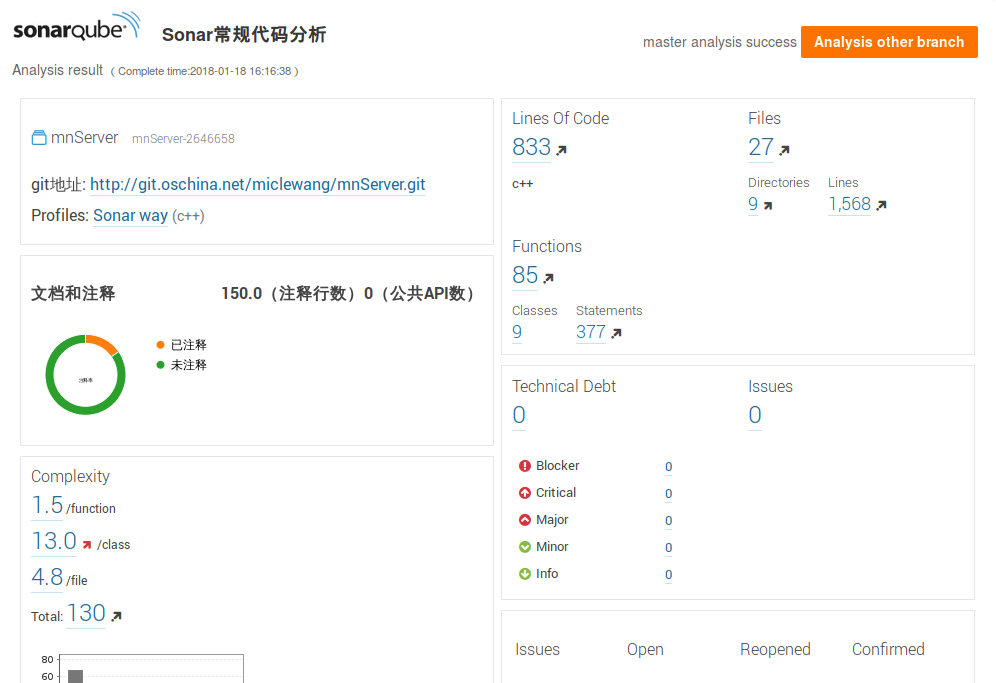 sonarqube
Sonar常规代码分析
master analysis success
Analysis other branch
Analysis result ( Complete time:2018-01-18 16:16:38 )
mnServer mnServer-2646658
git地址: http://git.oschina.net/miclewang/mnServer.git
Profiles: Sonar way (c++)
文档和注释 150.0（注释行数）0（公共API数）
注释率
已注释
未注释
Complexity
1.5 /function
13.0 /class
4.8 /file
Total: 130
80
60
Lines Of Code Files
833 27
c++ Directories Lines
9 1,568
Functions
85
Classes Statements
9 377
Technical Debt Issues
0 0
Blocker 0
Critical 0
Major 0
Minor 0
Info 0
Issues Open Reopened Confirmed